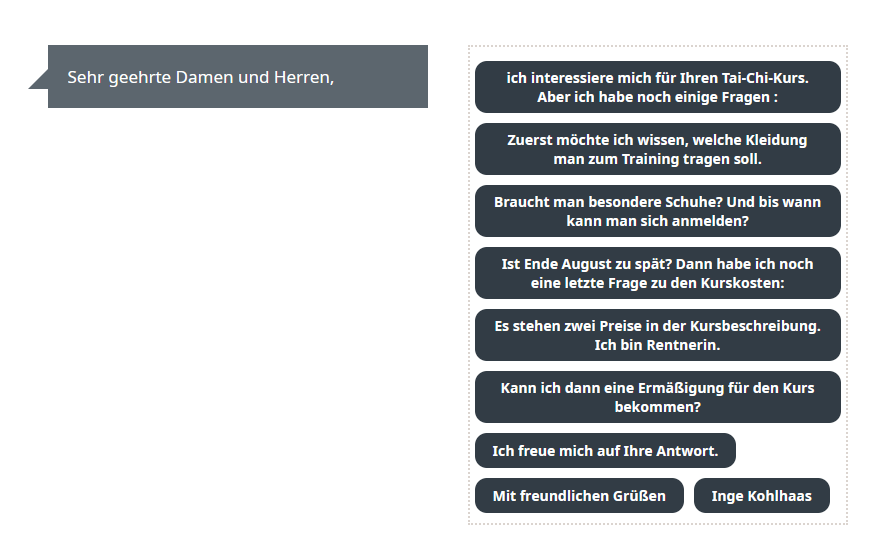 Sehr geehrte Damen und Herren,
ich interessiere mich für Ihren Tai-Chi-Kurs.
Aber ich habe noch einige Fragen :
Zuerst möchte ich wissen, welche Kleidung
man zum Training tragen soll.
Braucht man besondere Schuhe? Und bis wann
kann man sich anmelden?
Ist Ende August zu spät? Dann habe ich noch
eine letzte Frage zu den Kurskosten:
Es stehen zwei Preise in der Kursbeschreibung.
Ich bin Rentnerin.
Kann ich dann eine Ermäßigung für den Kurs
bekommen?
Ich freue mich auf Ihre Antwort.
Mit freundlichen Grüßen
Inge Kohlhaas